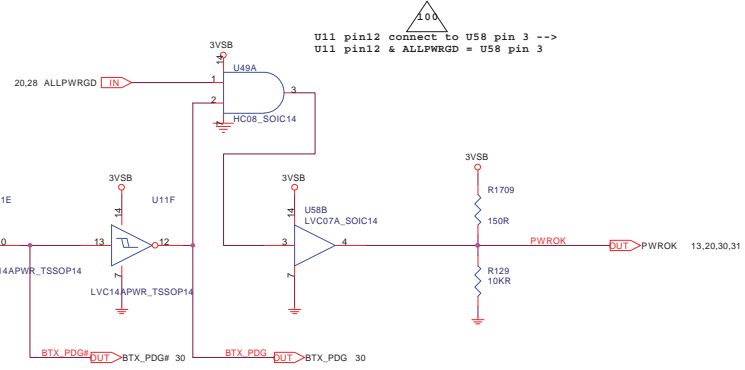 100
U11 pin12 connect to U58 pin 3 -->
U11 pin12 & ALLPWRGD = U58 pin 3
3VSB
14
U49A
20,28 ALLPWRGD IN
1
2
3
7
HC08_SOIC14
3VSB
3VSB
3VSB
1E
U11F
U58B
LVC07A_SOIC14
R1709
150R
14
14
0
13
12
3
4
PWROK
OUT
PWROK 13,20,30,31
7
7
14APWR_TSSOP14
LVC14APWR_TSSOP14
R129
10KR
BTX_PDG#
OUT
BTX_PDG# 30
BTX_PDG
OUT
BTX_PDG 30